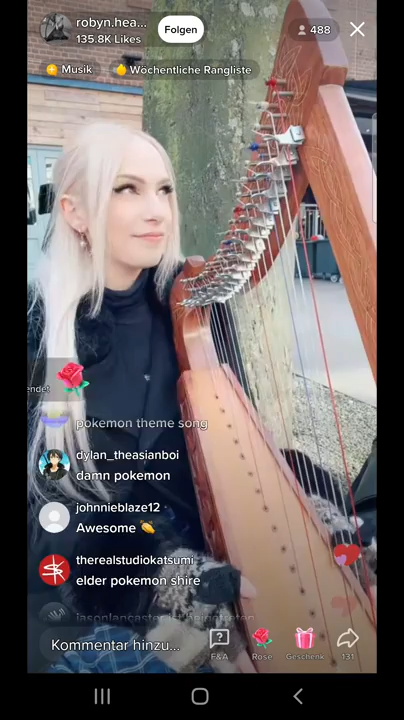 robyn.hea...
135.8K Likes
Folgen
488
Musik
Wöchentliche Rangliste
endet
pokemon theme song
dylan_theasianboi
damn pokemon
johnnieblaze12
Awesome
therealstudiokatsumi
elder pokemon shire
Kommentar hinzu...
F&A
Rose
Geschenk
131